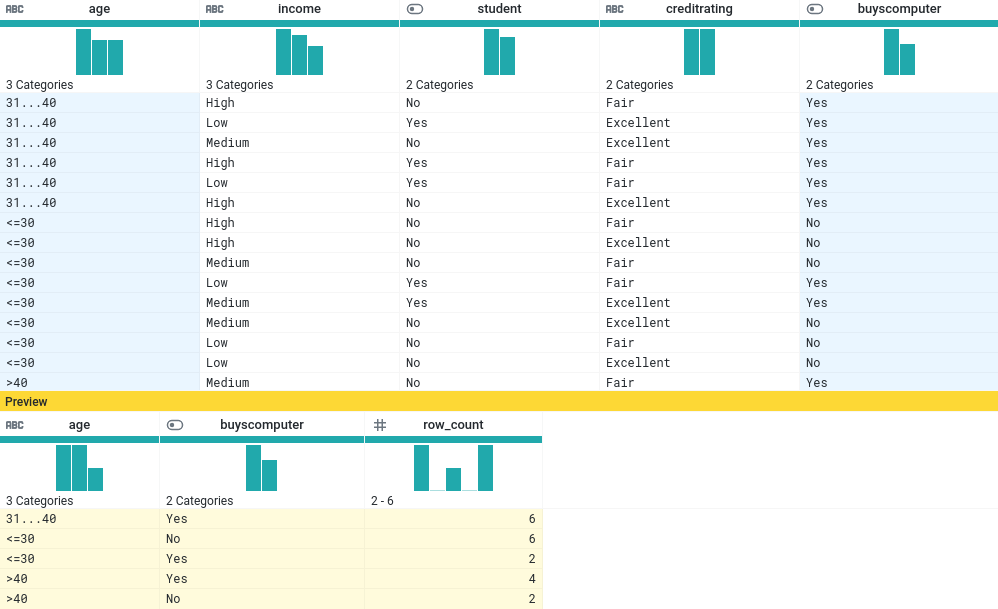 ABC age ABC income student ABC creditrating buyscomputer
3 Categories 3 Categories 2 Categories 2 Categories 2 Categories
31...40 High No Fair Yes
31...40 Low Yes Excellent Yes
31...40 Medium No Excellent Yes
31...40 High Yes Fair Yes
31...40 Low Yes Fair Yes
31...40 High No Excellent Yes
<=30 High No Fair No
<=30 High No Excellent No
<=30 Medium No Fair No
<=30 Low Yes Fair Yes
<=30 Medium Yes Excellent Yes
<=30 Medium No Excellent No
<=30 Low No Fair No
<=30 Low No Excellent No
>40 Medium No Fair Yes
Preview
ABC age buyscomputer # row_count
3 Categories 2 Categories 2 - 6
31...40 Yes 6
<=30 No 6
<=30 Yes 2
>40 Yes 4
>40 No 2